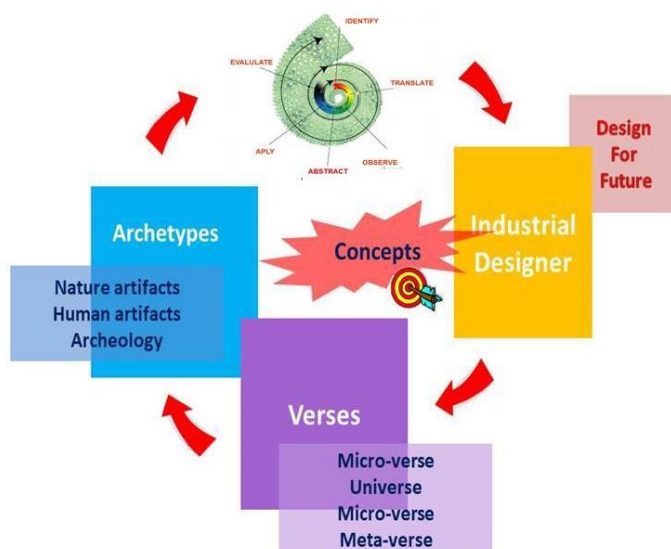 IDENTIFY
EVALULATE
TRANSLATE
APLY
OBSERVE
ABSTRACT
Design
For
Future
Archetypes
Nature artifacts
Human artifacts
Archeology
Concepts
Industrial
Designer
Verses
Micro-verse
Universe
Micro-verse
Meta-verse